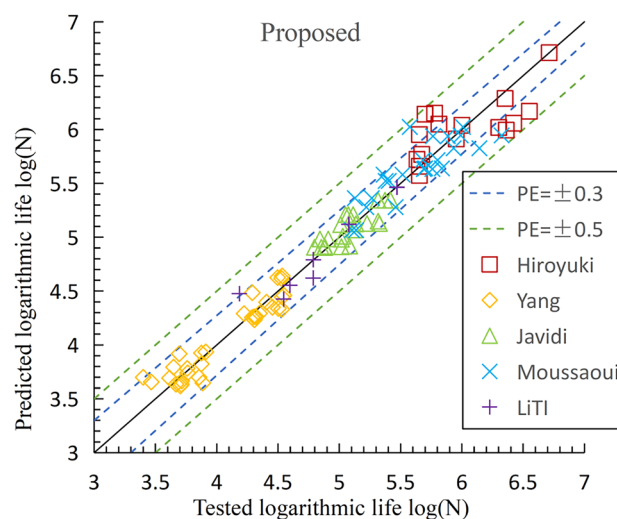 Proposed
Predicted logarithmic life log(N)
7
6.5
6
5.5
5
4.5
4
3.5
3
3 3.5 4 4.5 5 5.5 6 6.5 7
Tested logarithmic life log(N)
PE=±0.3
PE=±0.5
Hiroyuki
Yang
Javidi
Moussaoui
LiTI